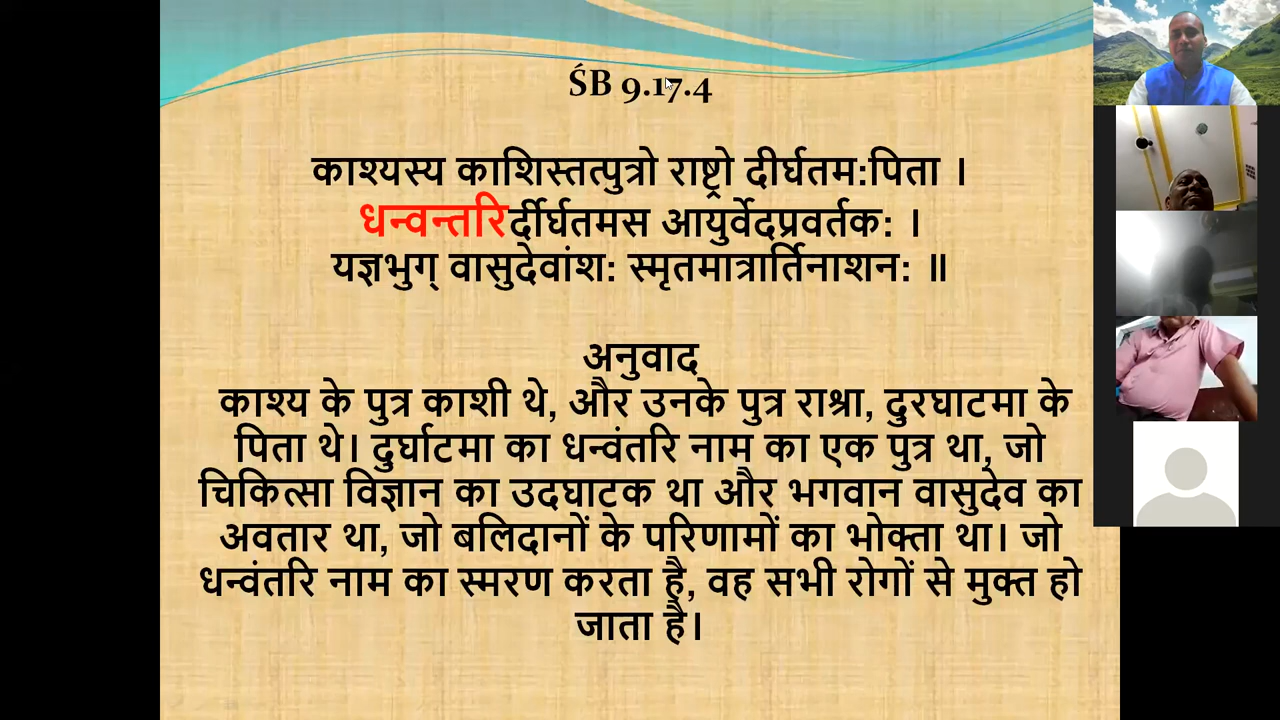 ŚB 9.17.4
काश्यस्य काशिस्तत्पुत्रो राष्ट्रो दीर्घतम:पिता ।
धन्वन्तरिर्दीर्घतमस आयुर्वेदप्रवर्तक: ।
यज्ञभुग् वासुदेवांश: स्मृतमात्रार्तिनाशन: ॥
अनुवाद
काश्य के पुत्र काशी थे, और उनके पुत्र राश्रा, दुरघाटमा के
पिता थे। दुर्घाटमा का धन्वंतरि नाम का एक पुत्र था, जो
चिकित्सा विज्ञान का उदघाटक था और भगवान वासुदेव का
अवतार था, जो बलिदानों के परिणामों का भोक्ता था। जो
धन्वंतरि नाम का स्मरण करता है, वह सभी रोगों से मुक्त हो
जाता है।